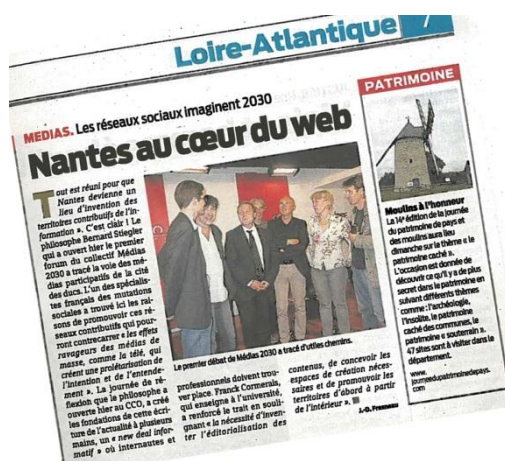 Loire-Atlantique 7
MEDIAS. Les réseaux sociaux imaginent 2030
Nantes au cœur du web
Tout est réuni pour que
Nantes devienne un
lieu d'invention des
territoires contributifs de l'in-
formation ». C'est clair ! Le
philosophe Bernard Stiegler
qui a ouvert hier le premier
forum du collectif Médias
2030 a tracé la voie des mé-
dias participatifs de la cité
des ducs. L'un des spécialis-
tes français des mutations
sociales a trouvé ici les rai-
sons de promouvoir ces ré-
seaux contributifs qui pour-
ront contrecarrer « les effets
ravageurs des médias de
masse, comme la télé, qui
créent une prolétarisation de
l'intention et de l'entende-
ment ». La journée de ré-
flexion que le philosophe a
ouverte hier au CCO, a créé
les fondations de cette écri-
ture de l'actualité à plusieurs
mains, un « new deal infor-
matif » où internautes et
Le premier débat de Médias 2030 a tracé d'utiles chemins.
professionnels doivent trou-
ver place. Franck Cormerais,
qui enseigne à l'université,
a renforcé le trait en souli-
gnant « la nécessité d'inven-
ter l'éditorialisation des
contenus, de concevoir les
espaces de création néces-
saires et de promouvoir les
territoires d'abord à partir
de l'intérieur ».
PATRIMOINE
Moulins à l'honneur
La 14e édition de la journée
du patrimoine de pays et
des moulins aura lieu
dimanche sur le thème « le
patrimoine caché ».
L'occasion est donnée de
découvrir ce qu'il y a de plus
secret dans le patrimoine en
suivant différents thèmes
comme : l'archéologie,
l'insolite, le patrimoine
caché des communes, le
patrimoine « souterrain ».
47 sites sont à visiter dans le
département.
www.
journeedupatrimoinedepays.
com